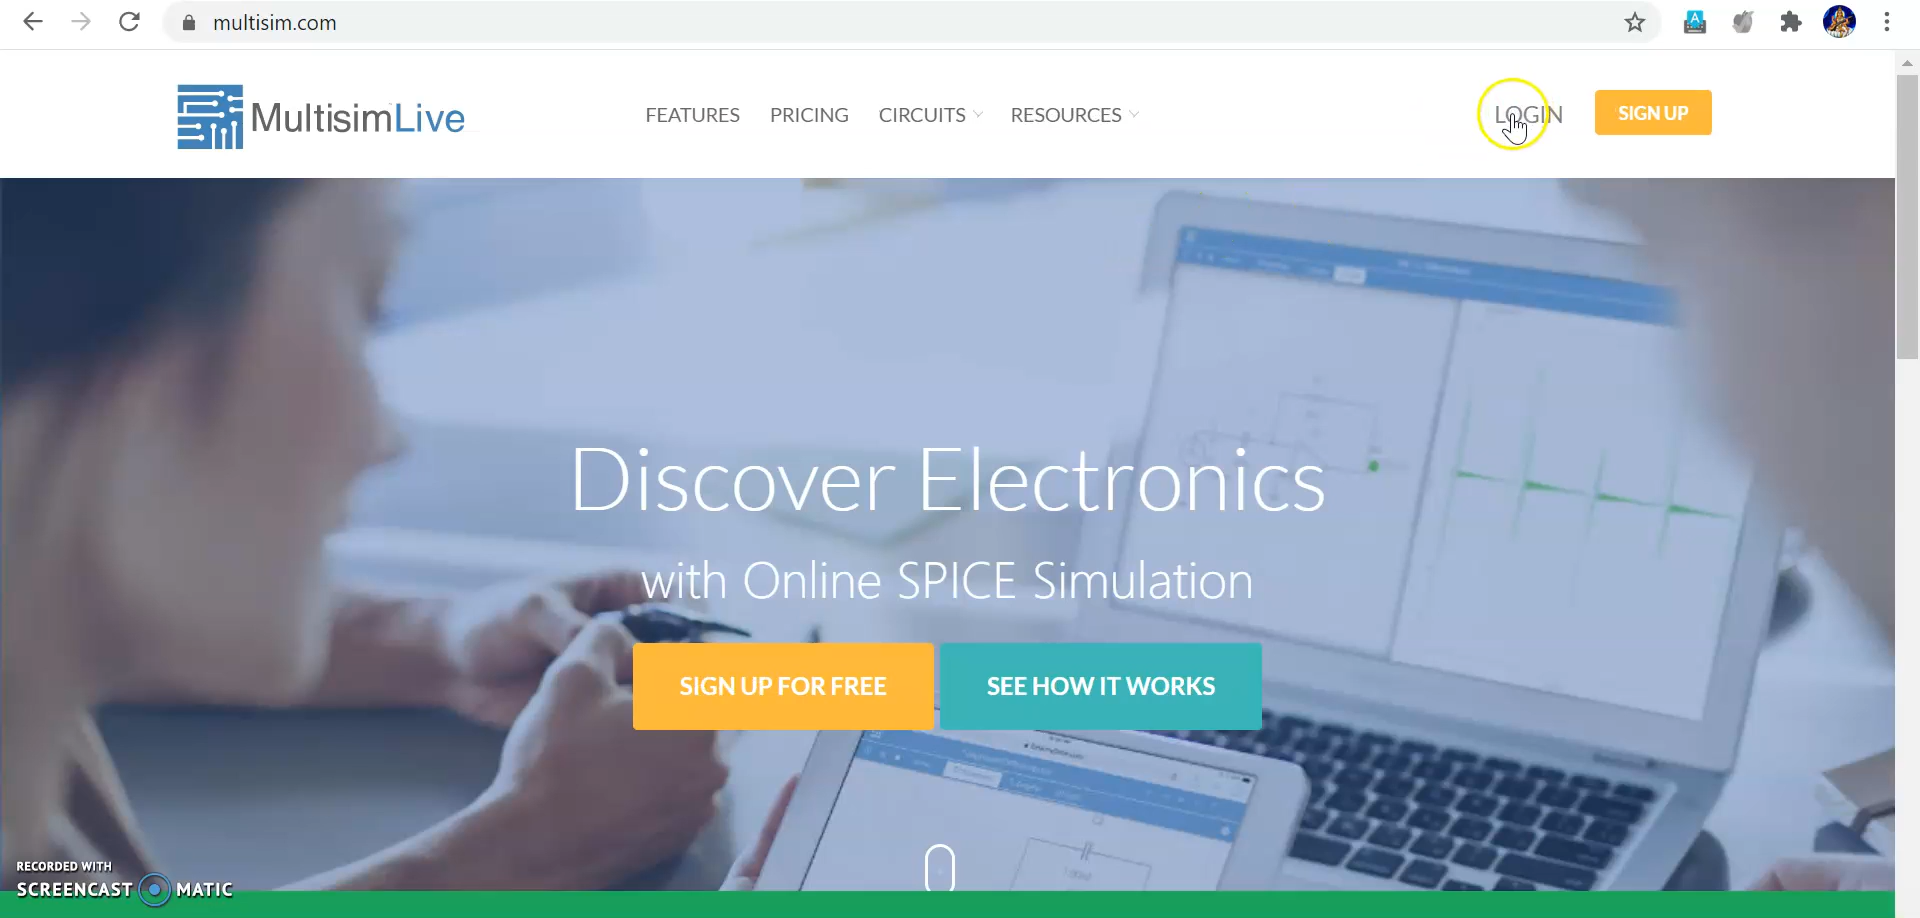 multisim.com
MultisimLive
FEATURES PRICING CIRCUITS RESOURCES
LOGIN SIGN UP
Discover Electronics
with Online SPICE Simulation
SIGN UP FOR FREE SEE HOW IT WORKS
RECORDED WITH
SCREENCAST MATIC